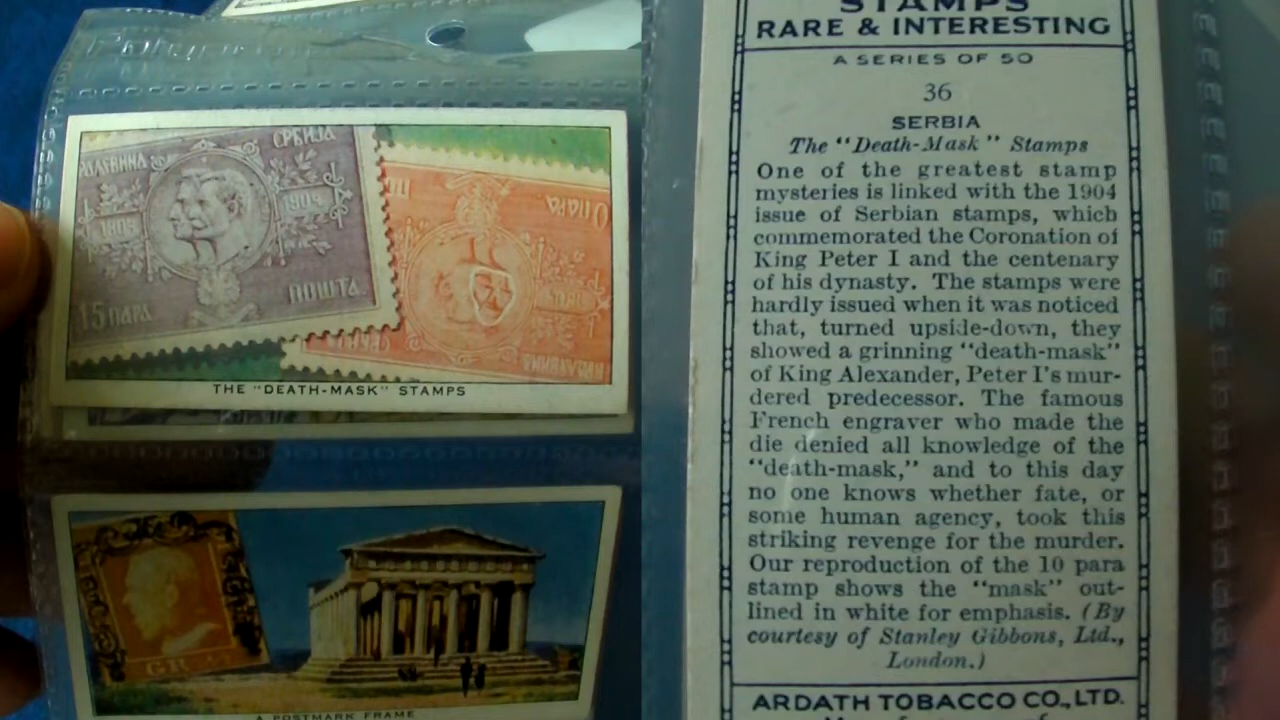 СРБИЈА
1904
1804
15 ПАРА
ПОШТА
THE "DEATH-MASK" STAMPS
A POSTMARK FRAME
STAMPS
RARE & INTERESTING
A SERIES OF 50
36
SERBIA
The "Death-Mask" Stamps
One of the greatest stamp
mysteries is linked with the 1904
issue of Serbian stamps, which
commemorated the Coronation of
King Peter I and the centenary
of his dynasty. The stamps were
hardly issued when it was noticed
that, turned upside-down, they
showed a grinning "death-mask"
of King Alexander, Peter I's mur-
dered predecessor. The famous
French engraver who made the
die denied all knowledge of the
"death-mask," and to this day
no one knows whether fate, or
some human agency, took this
striking revenge for the murder.
Our reproduction of the 10 para
stamp shows the "mask" out-
lined in white for emphasis. (By
courtesy of Stanley Gibbons, Ltd.,
London.)
ARDATH TOBACCO CO., LTD.